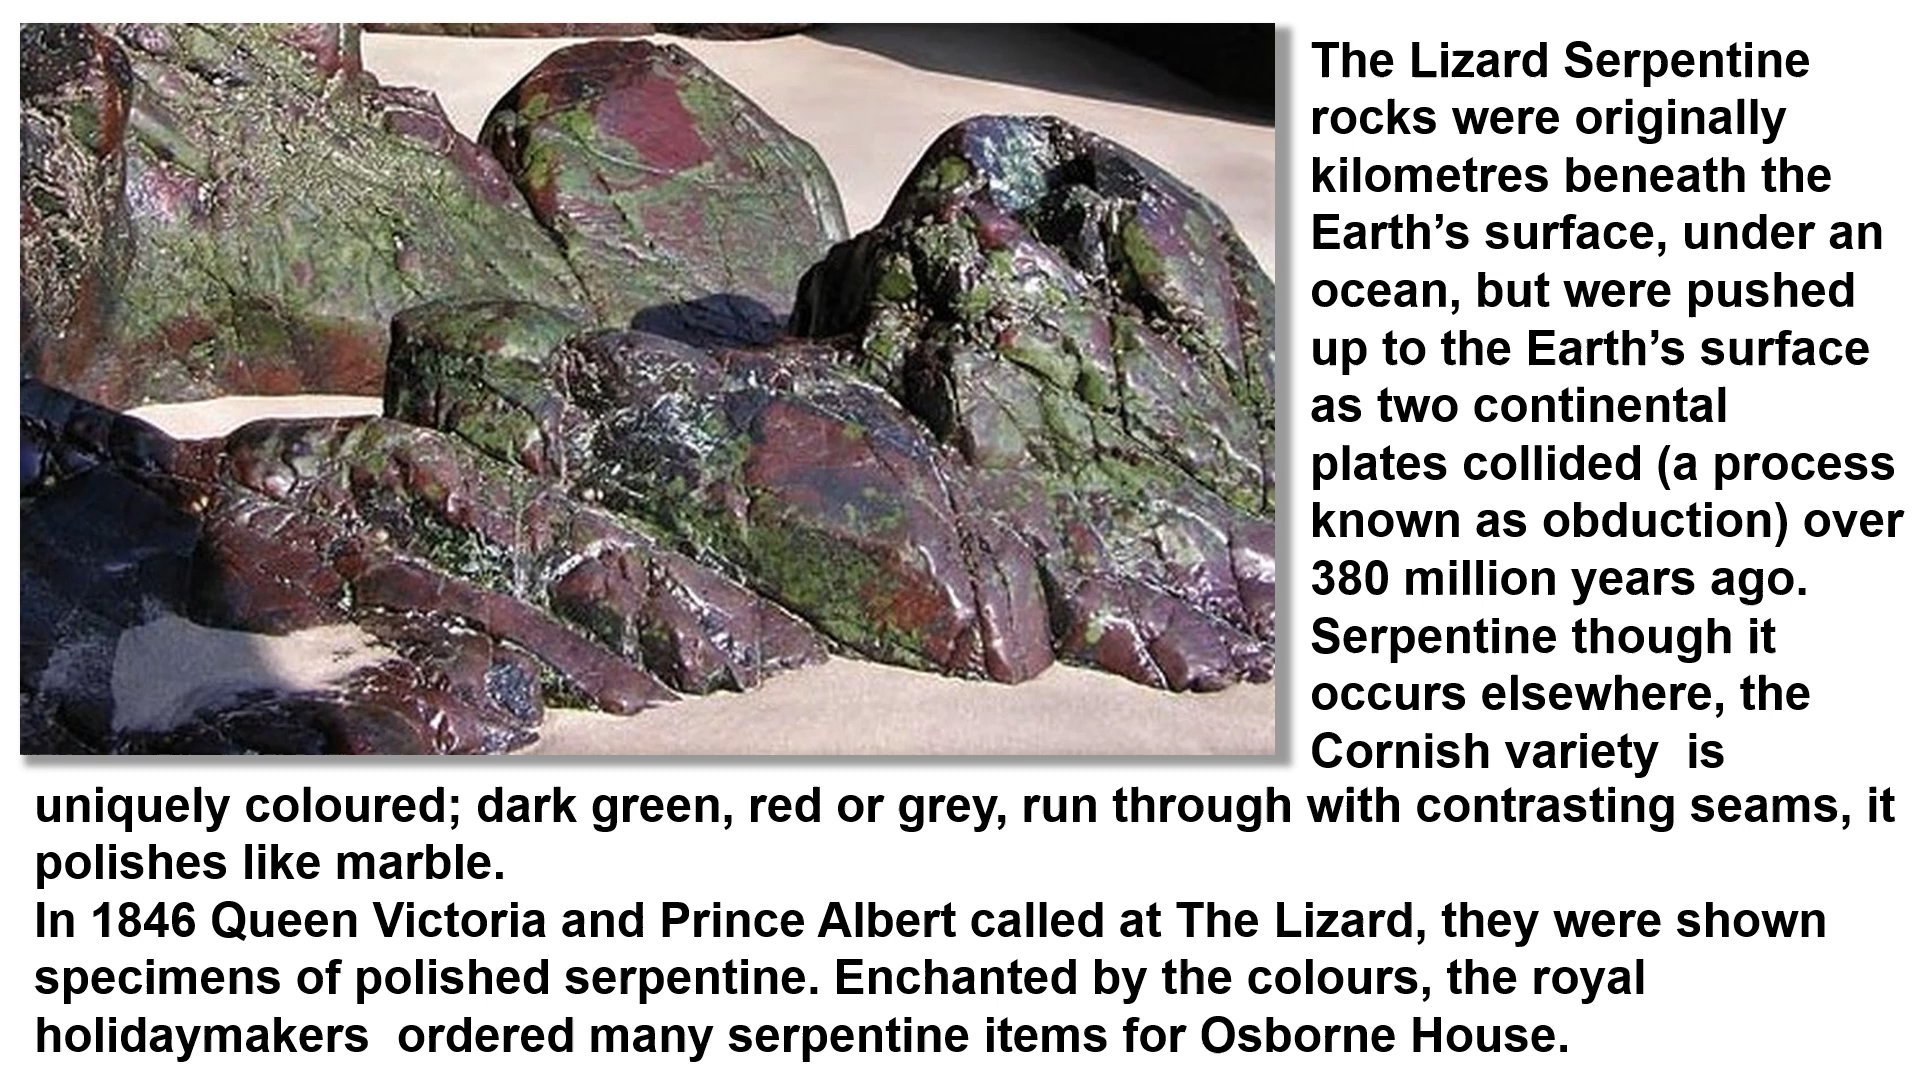 The Lizard Serpentine
rocks were originally
kilometres beneath the
Earth’s surface, under an
ocean, but were pushed
up to the Earth’s surface
as two continental
plates collided (a process
known as obduction) over
380 million years ago.
Serpentine though it
occurs elsewhere, the
Cornish variety  is
uniquely coloured; dark green, red or grey, run through with contrasting seams, it
polishes like marble.
In 1846 Queen Victoria and Prince Albert called at The Lizard, they were shown
specimens of polished serpentine. Enchanted by the colours, the royal
holidaymakers  ordered many serpentine items for Osborne House.